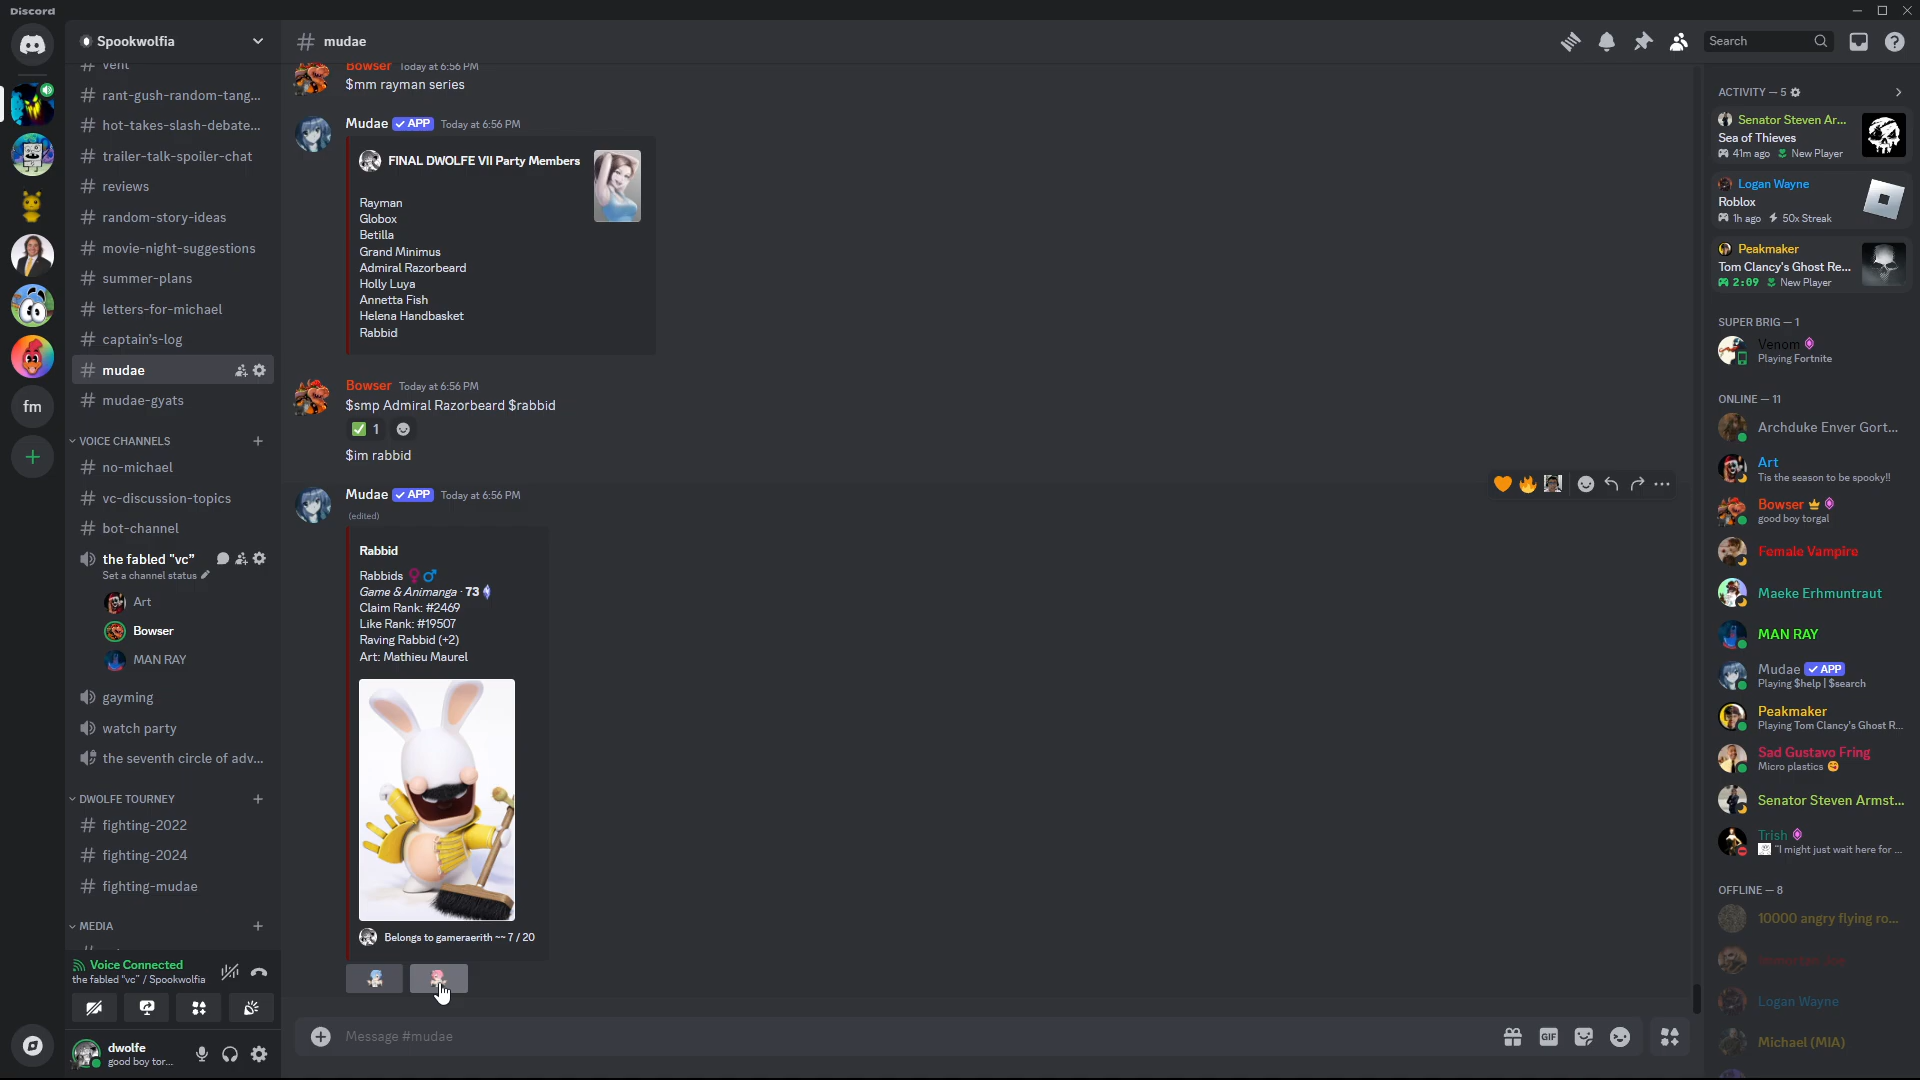 Discord
Spookwolfia
# mudae
Search
vent
rant-gush-random-tang...
hot-takes-slash-debate...
trailer-talk-spoiler-chat
reviews
random-story-ideas
movie-night-suggestions
summer-plans
letters-for-michael
captain's-log
mudae
mudae-gyats
VOICE CHANNELS
no-michael
vc-discussion-topics
bot-channel
the fabled "vc"
Set a channel status
Art
Bowser
MAN RAY
gayming
watch party
the seventh circle of adv...
DWOLFE TOURNEY
fighting-2022
fighting-2024
fighting-mudae
MEDIA
fm
Voice Connected
the fabled "vc" / Spookwolfia
dwolfe
good boy tor...
Bowser Today at 6:56 PM
$mm rayman series
Mudae APP Today at 6:56 PM
FINAL DWOLFE VII Party Members
Rayman
Globox
Betilla
Grand Minimus
Admiral Razorbeard
Holly Luya
Annetta Fish
Helena Handbasket
Rabbid
Bowser Today at 6:56 PM
$smp Admiral Razorbeard $rabbid
1
$im rabbid
Mudae APP Today at 6:56 PM
(edited)
Rabbid
Rabbids
Game & Animanga · 73
Claim Rank: #2469
Like Rank: #19507
Raving Rabbid (+2)
Art: Mathieu Maurel
Belongs to gameraerith ~~ 7 / 20
Message #mudae
GIF
ACTIVITY — 5
Senator Steven Ar...
Sea of Thieves
41m ago New Player
Logan Wayne
Roblox
1h ago 50x Streak
Peakmaker
Tom Clancy's Ghost Re...
2:09 New Player
SUPER BRIG — 1
Venom
Playing Fortnite
ONLINE — 11
Archduke Enver Gort...
Art
Tis the season to be spooky!!
Bowser
good boy torgal
Female Vampire
Maeke Erhmuntraut
MAN RAY
Mudae APP
Playing $help | $search
Peakmaker
Playing Tom Clancy's Ghost R...
Sad Gustavo Fring
Micro plastics
Senator Steven Armst...
Trish
"I might just wait here for ...
OFFLINE — 8
10000 angry flying ro...
Logan Wayne
Michael (MIA)